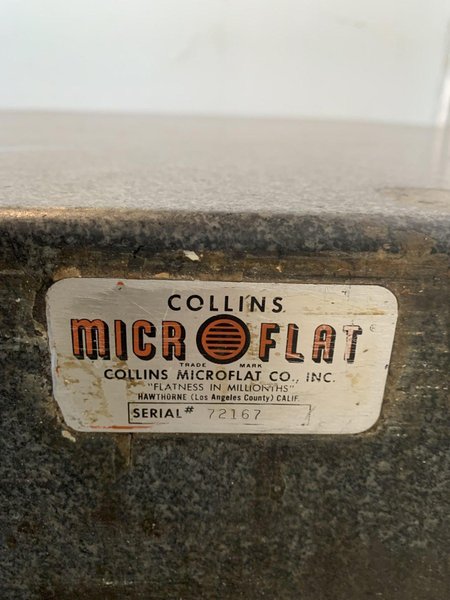 COLLINS
MICROFLAT
TRADE MARK
COLLINS MICROFLAT CO., INC.
"FLATNESS IN MILLIONTHS"
HAWTHORNE (Los Angeles County) CALIF.
SERIAL# 72167